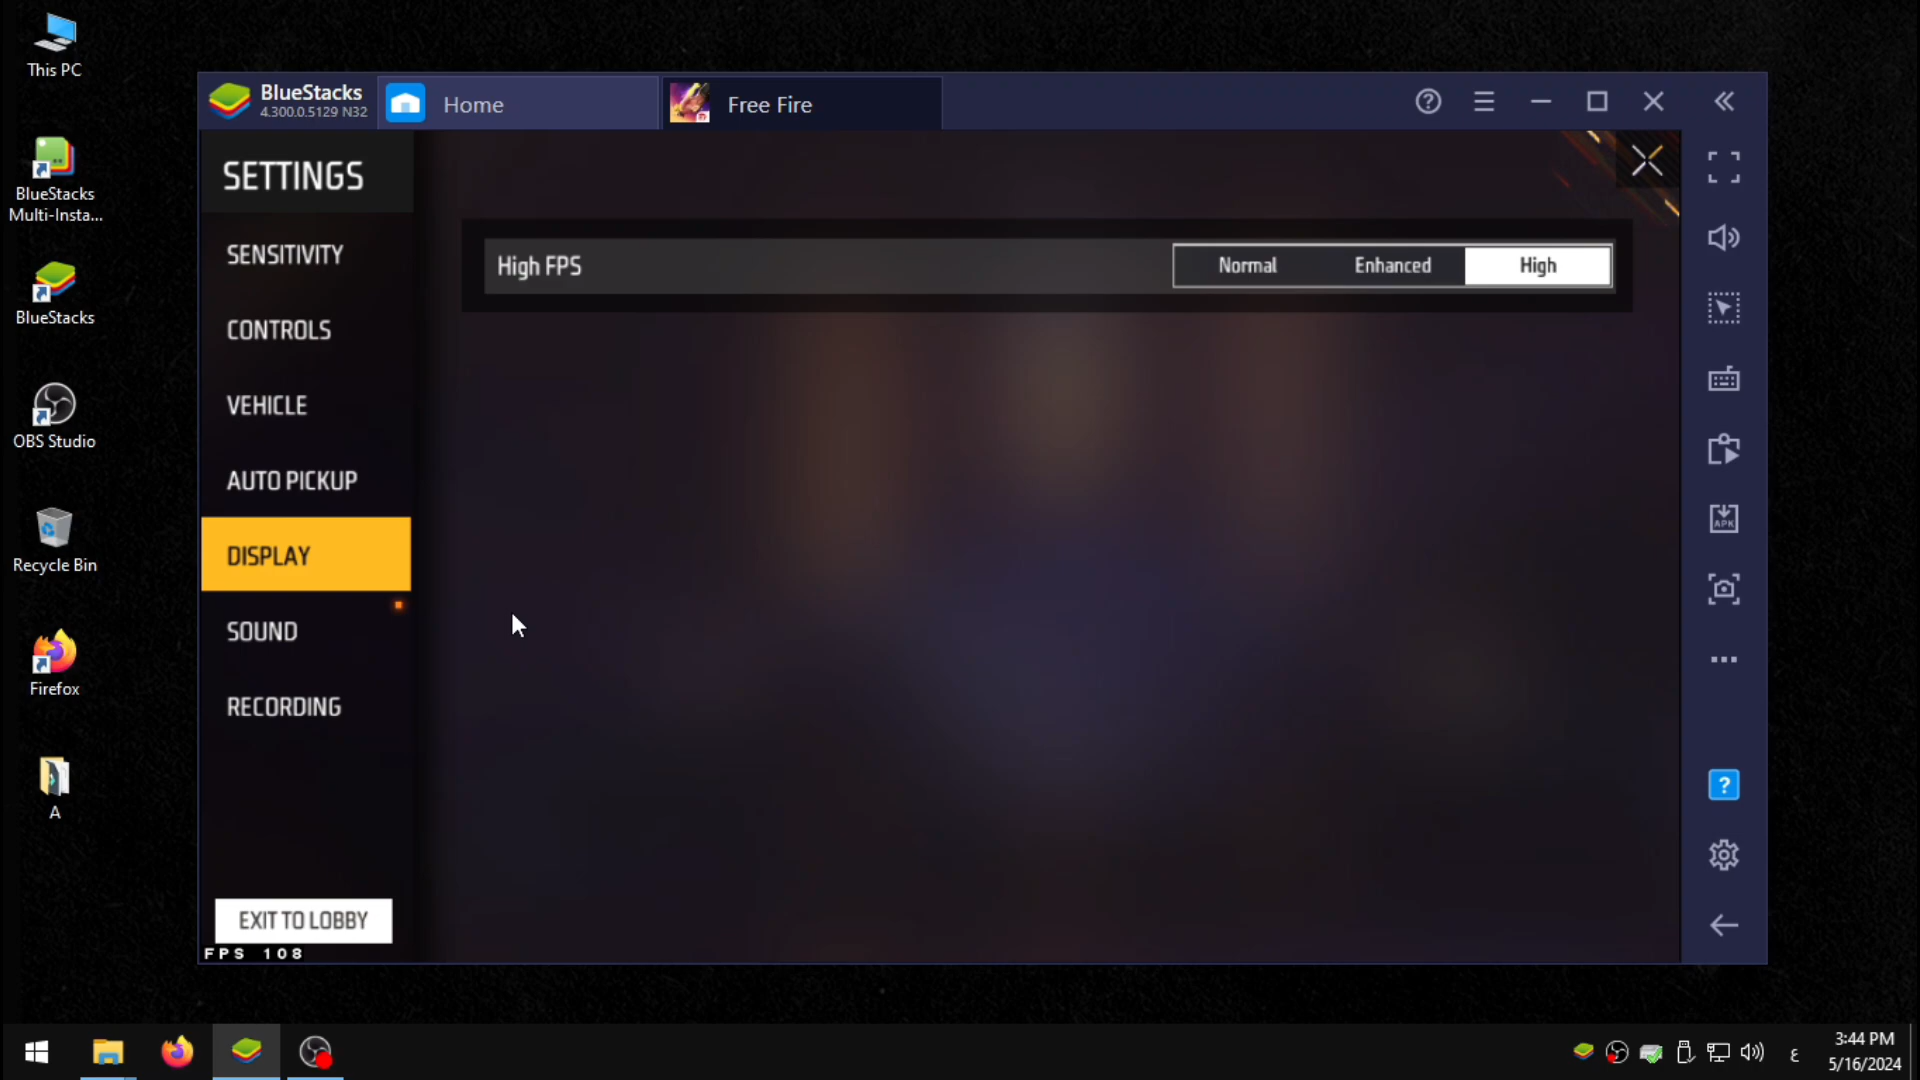 This PC
BlueStacks
Multi-Insta...
BlueStacks
OBS Studio
Recycle Bin
Firefox
A
BlueStacks
4.300.0.5129 N32
Home
Free Fire
SETTINGS
SENSITIVITY
CONTROLS
VEHICLE
AUTO PICKUP
DISPLAY
SOUND
RECORDING
EXIT TO LOBBY
FPS 108
High FPS
Normal
Enhanced
High
APK
ع
3:44 PM
5/16/2024